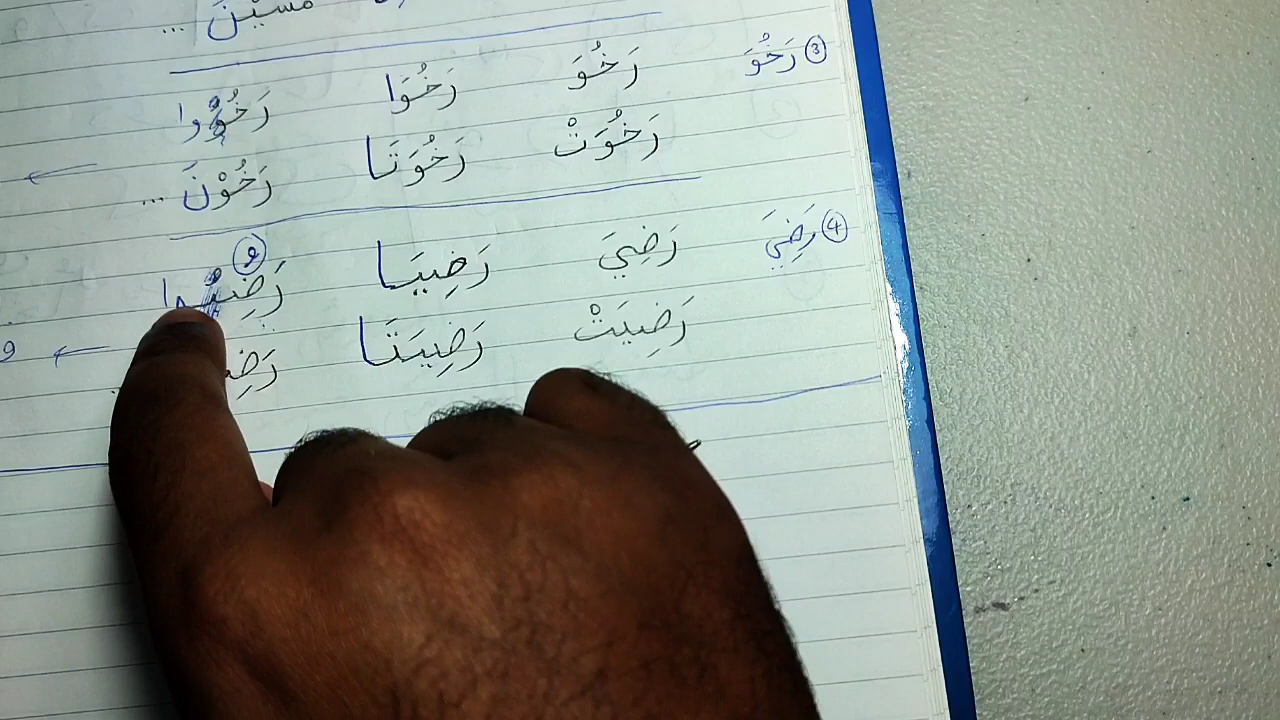 مَسَيْنَ ...
③ رَخُوَ رَخُوَ رَخُوَا رَخُوُوا
رَخُوَتْ رَخُوَتَا رَخُوْنَ ...
④ رَضِيَ رَضِيَ رَضِيَا
رَضِيَتْ رَضِيَتَا